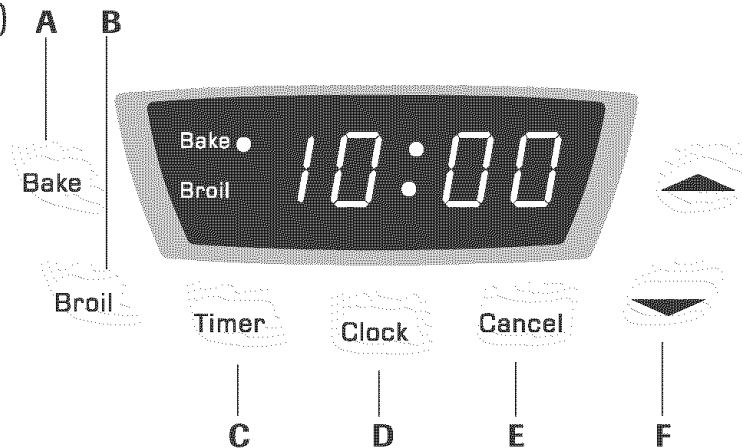 ) A B
Bake 10:00
Bake
Broil
Broil
Timer Clock Cancel
C D E F